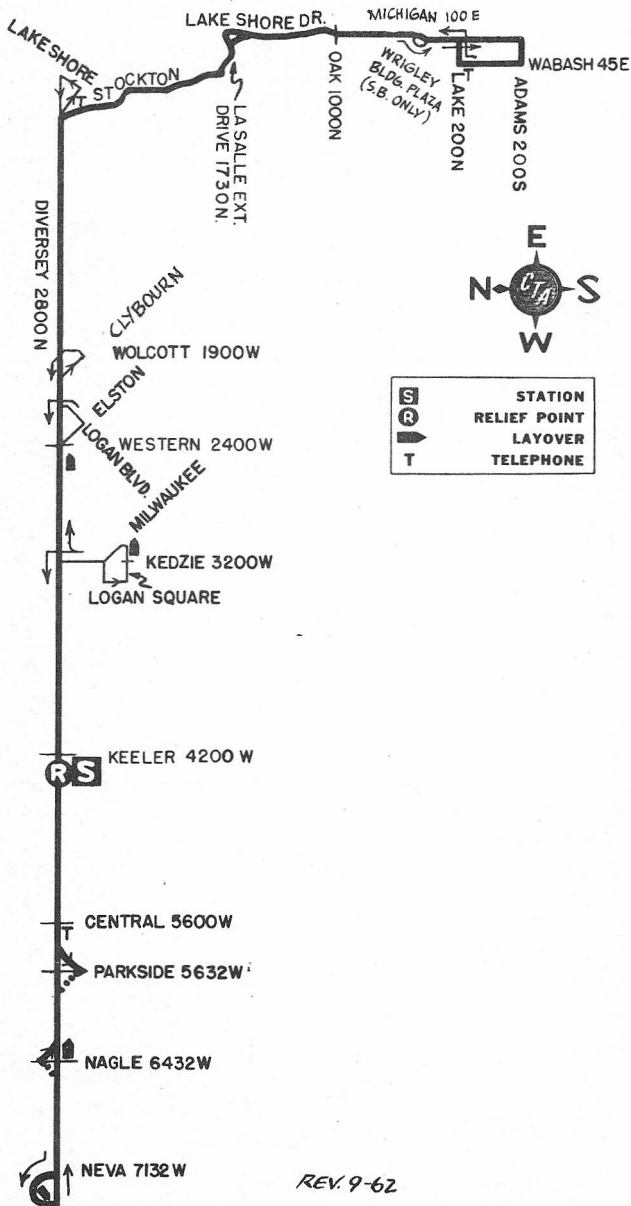 LAKE SHORE DR.
MICHIGAN 100 E
LAKE SHORE
T
STOCKTON
T
WABASH 45E
WRIGLEY
BLDG. PLAZA
(S.B. ONLY)
OAK 1000N
LAKE 200N
ADAMS 200S
LA SALLE EXT.
DRIVE 1730 N.
DIVERSEY 2800N
E
N
CTA
S
W
CLYBOURN
WOLCOTT 1900W
ELSTON
LOGAN BLVD.
WESTERN 2400W
MILWAUKEE
KEDZIE 3200W
LOGAN SQUARE
S STATION
R RELIEF POINT
LAYOVER
T TELEPHONE
KEELER 4200 W
R S
CENTRAL 5600W
T
PARKSIDE 5632W
NAGLE 6432W
NEVA 7132W
REV. 9-62